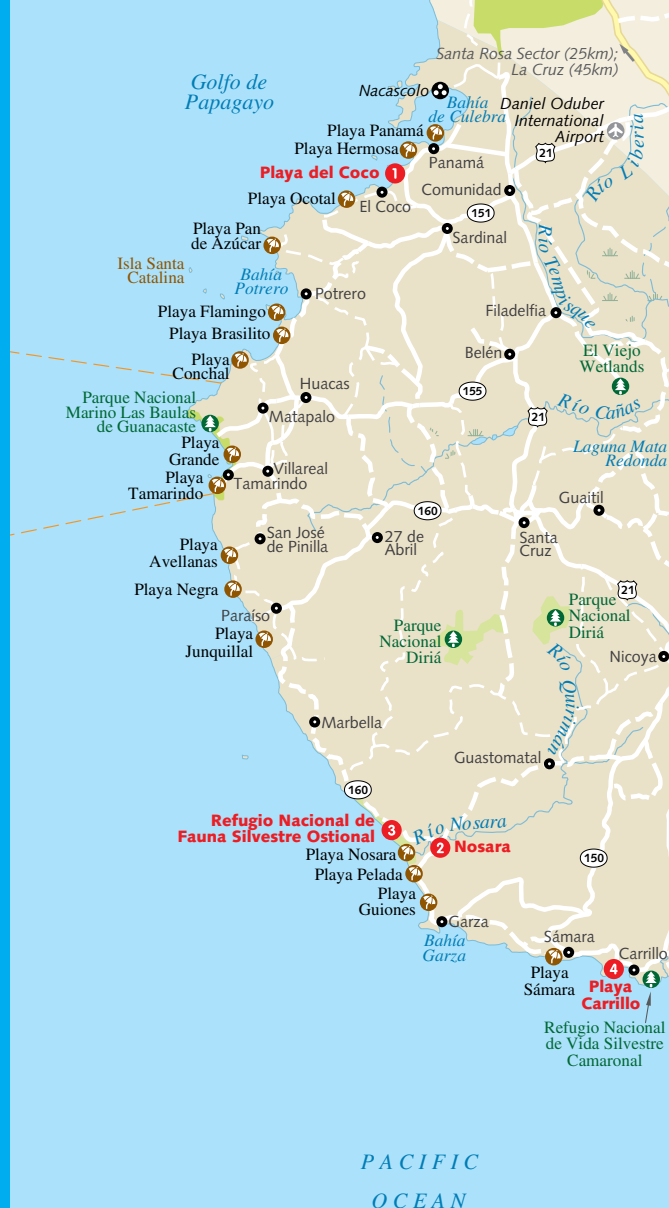 Santa Rosa Sector (25km);
La Cruz (45km)
Golfo de
Papagayo
Nacascolo
Bahía
de Culebra
Daniel Oduber
International
Airport
Playa Panamá
Playa Hermosa
Panamá
21
Río Liberia
Playa del Coco 1
Comunidad
Playa Ocotal
El Coco
151
Sardinal
Playa Pan
de Azúcar
Río Tempisque
Isla Santa
Catalina
Bahía
Potrero
Potrero
Playa Flamingo
Filadelfia
Playa Brasilito
Belén
El Viejo
Wetlands
Playa
Conchal
Huacas
155
Parque Nacional
Marino Las Baulas
de Guanacaste
Matapalo
21
Río Cañas
Playa
Grande
Laguna Mata
Redonda
Villareal
Playa
Tamarindo
Tamarindo
Guaitil
160
San José
de Pinilla
27 de
Abril
Santa
Cruz
Playa
Avellanas
Playa Negra
21
Paraíso
Parque
Nacional
Diriá
Parque
Nacional
Diriá
Playa
Junquillal
Nicoya
Río Quiriman
Marbella
Guastomatal
160
Refugio Nacional de
Fauna Silvestre Ostional 3
Río Nosara
2 Nosara
Playa Nosara
150
Playa Pelada
Playa
Guiones
Garza
Bahía
Garza
Sámara
Carrillo
Playa
Sámara
4
Playa
Carrillo
Refugio Nacional
de Vida Silvestre
Camaronal
PACIFIC
OCEAN